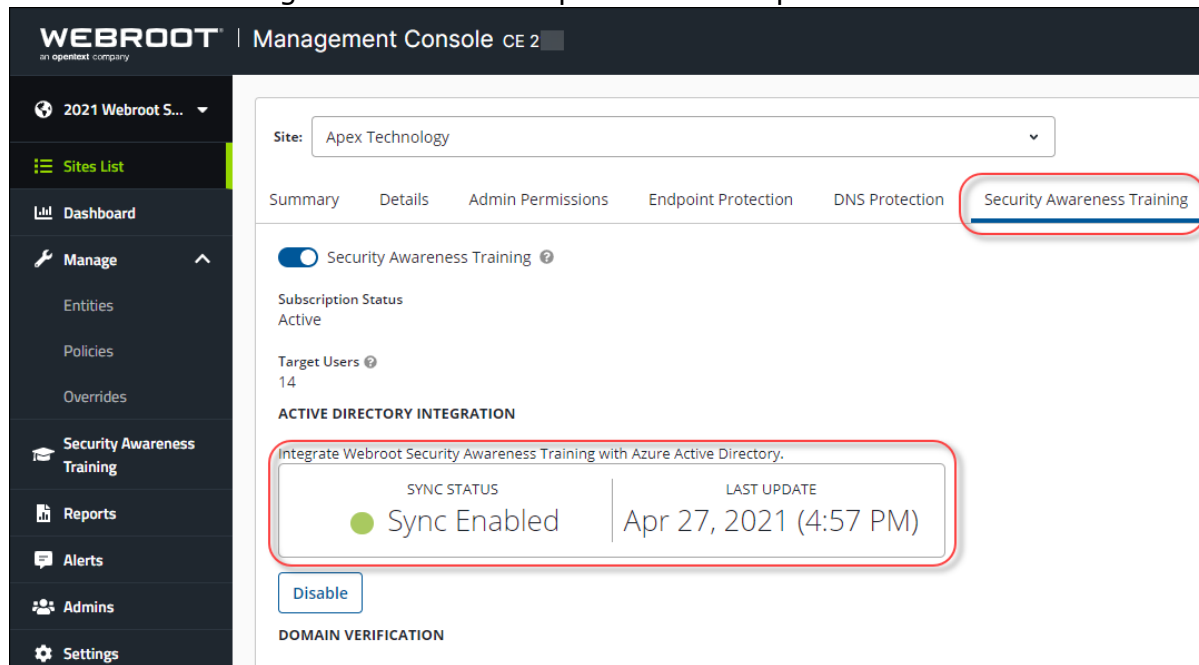 WEBROOT
an opentext company
Management Console CE 2
2021 Webroot S...
Sites List
Dashboard
Manage
Entities
Policies
Overrides
Security Awareness
Training
Reports
Alerts
Admins
Settings
Site: Apex Technology
Summary Details Admin Permissions Endpoint Protection DNS Protection Security Awareness Training
Security Awareness Training
Subscription Status
Active
Target Users
14
ACTIVE DIRECTORY INTEGRATION
Integrate Webroot Security Awareness Training with Azure Active Directory.
SYNC STATUS LAST UPDATE
Sync Enabled Apr 27, 2021 (4:57 PM)
Disable
DOMAIN VERIFICATION